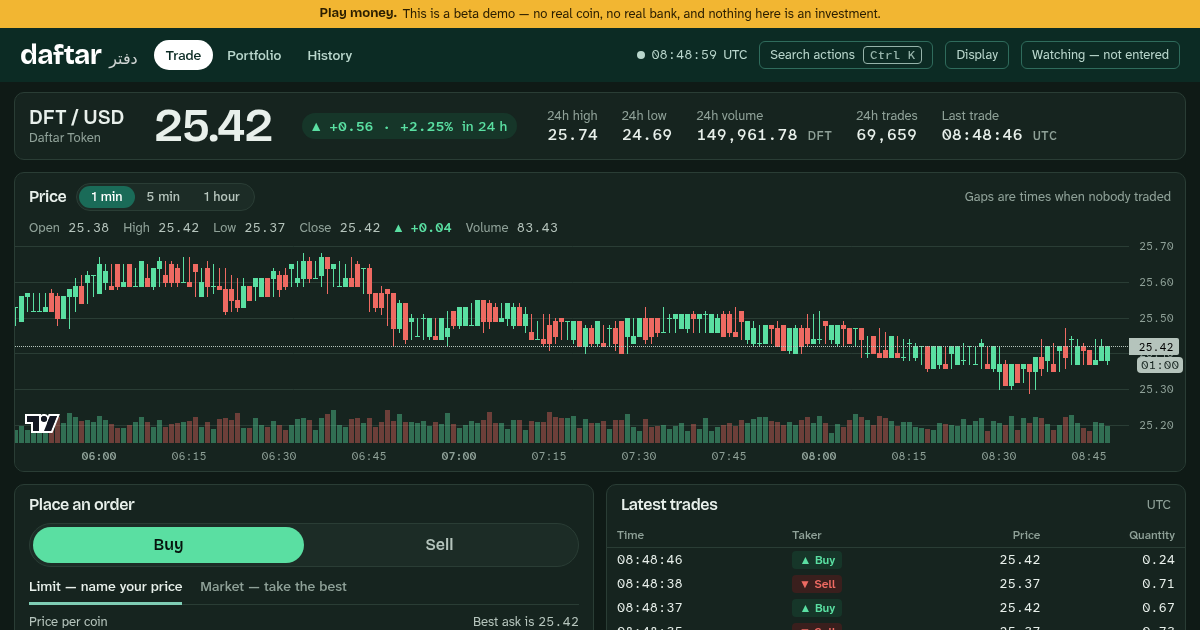 Play money. This is a beta demo — no real coin, no real bank, and nothing here is an investment.
daftar دفتر Trade Portfolio History 08:48:59 UTC Search actions Ctrl K Display Watching — not entered
DFT / USD
Daftar Token
25.42
▲ +0.56 · +2.25% in 24 h
24h high
25.74
24h low
24.69
24h volume
149,961.78 DFT
24h trades
69,659
Last trade
08:48:46 UTC
Price 1 min 5 min 1 hour Gaps are times when nobody traded
Open 25.38 High 25.42 Low 25.37 Close 25.42 ▲ +0.04 Volume 83.43
25.70
25.60
25.50
25.42
01:00
25.30
25.20
06:00 06:15 06:30 06:45 07:00 07:15 07:30 07:45 08:00 08:15 08:30 08:45
Place an order
Buy Sell
Limit — name your price Market — take the best
Price per coin Best ask is 25.42
Latest trades UTC
Time Taker Price Quantity
08:48:46 ▲ Buy 25.42 0.24
08:48:38 ▼ Sell 25.37 0.71
08:48:37 ▲ Buy 25.42 0.67